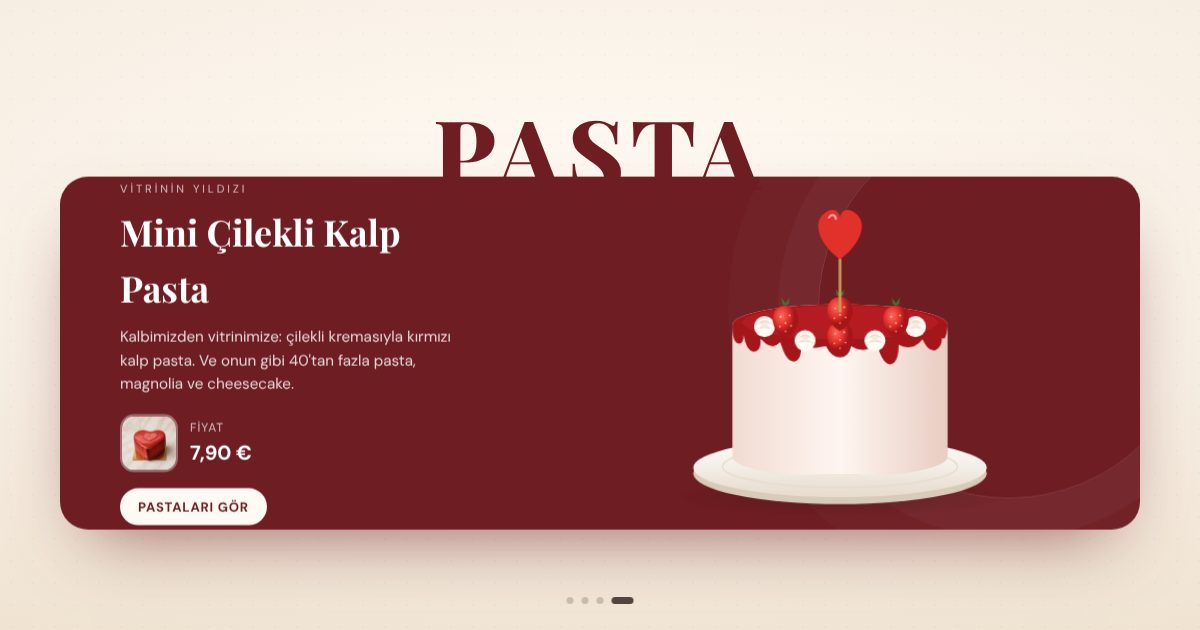 PASTA
VİTRİNİN YILDIZI
Mini Çilekli Kalp
Pasta
Kalbimizden vitrinimize: çilekli kremasıyla kırmızı
kalp pasta. Ve onun gibi 40'tan fazla pasta,
magnolia ve cheesecake.
FİYAT
7,90 €
PASTALARI GÖR